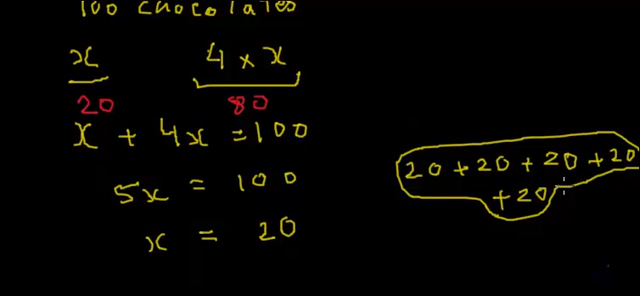 100 chocolates
x 4 × x
20 80
x + 4x = 100
5x = 100
x = 20
20 + 20 + 20 + 20
+ 20